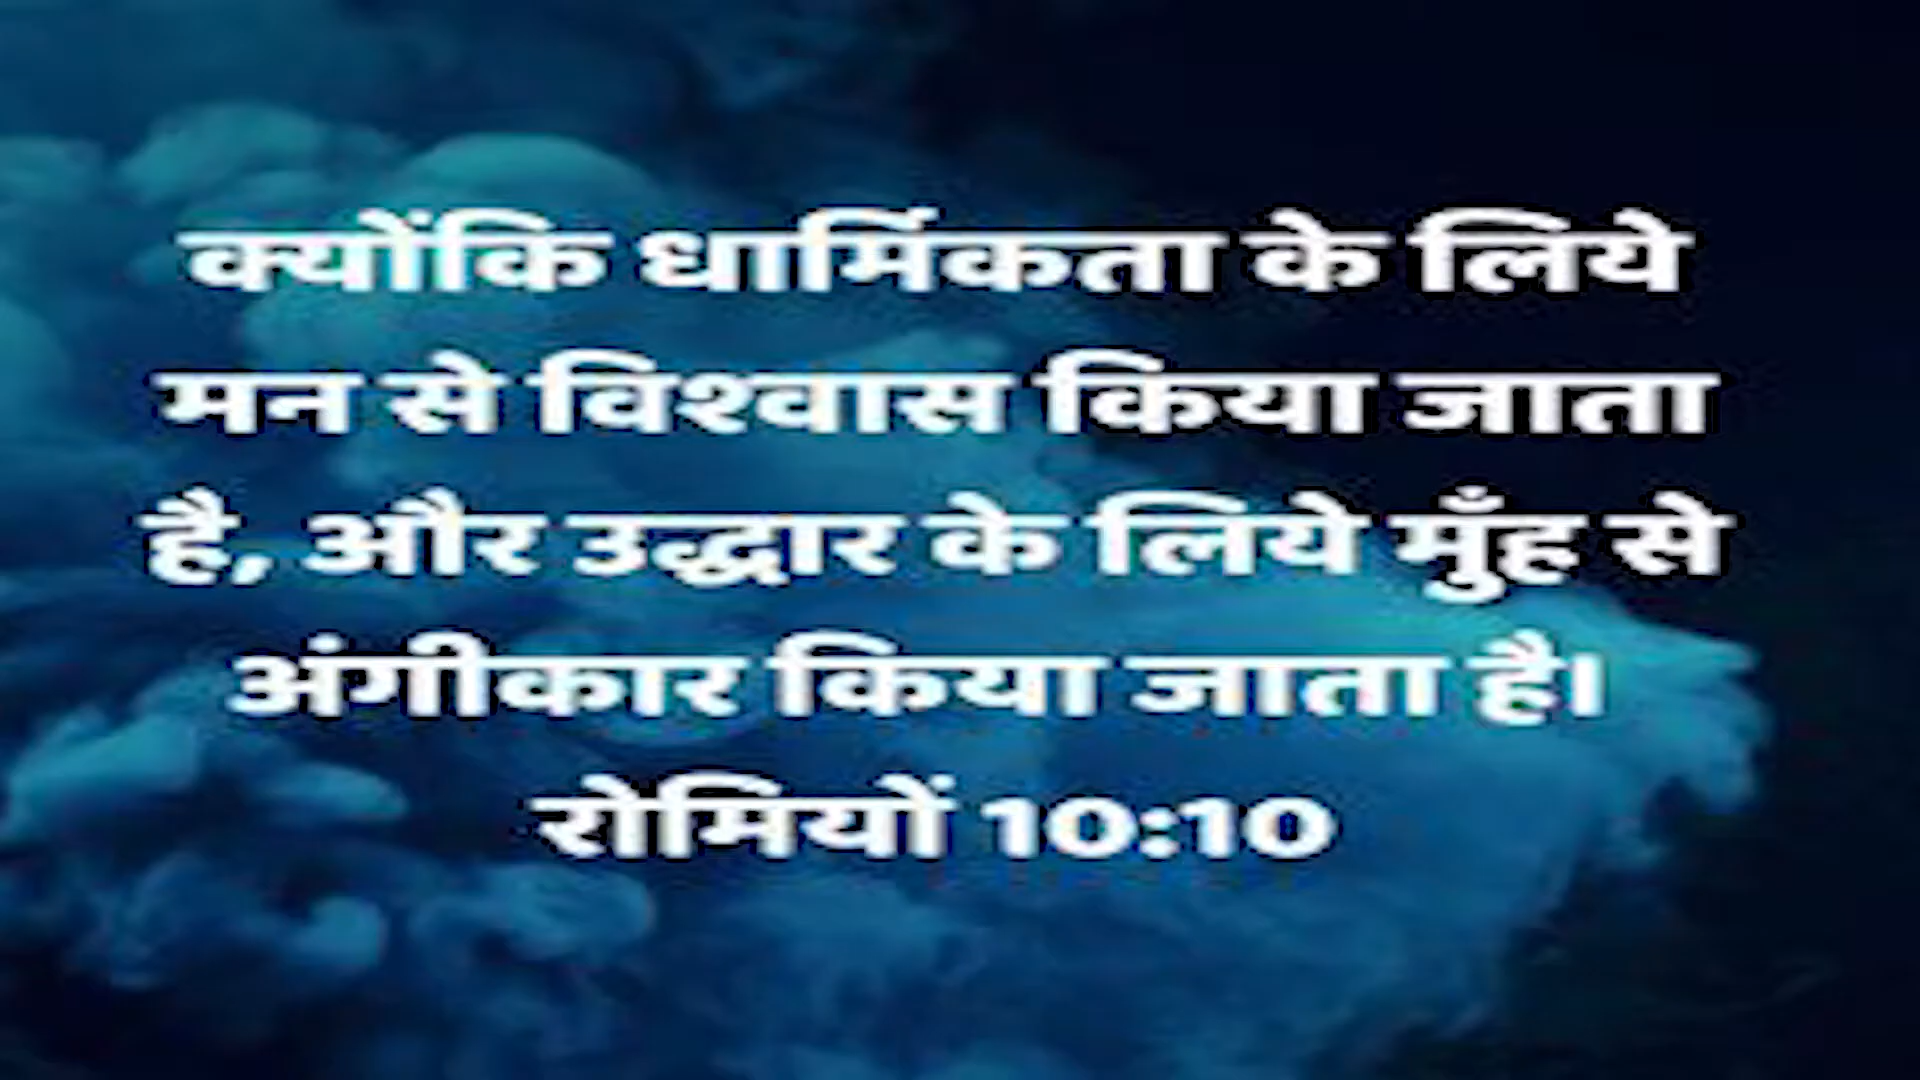 क्योंकि धार्मिकता के लिये
मन से विश्वास किया जाता
है, और उद्धार के लिये मुँह से
अंगीकार किया जाता है।
रोमियों 10:10